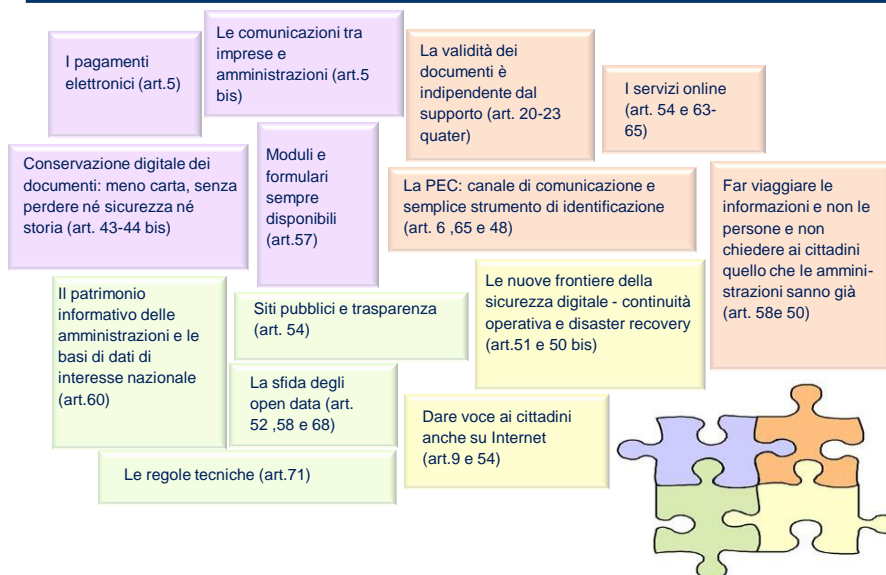 I pagamenti
elettronici (art.5)
Le comunicazioni tra
imprese e
amministrazioni (art.5
bis)
La validità dei
documenti è
indipendente dal
supporto (art. 20-23
quater)
I servizi online
(art. 54 e 63-
65)
Conservazione digitale dei
documenti: meno carta, senza
perdere né sicurezza né
storia (art. 43-44 bis)
Moduli e
formulari
sempre
disponibili
(art.57)
La PEC: canale di comunicazione e
semplice strumento di identificazione
(art. 6 ,65 e 48)
Far viaggiare le
informazioni e non le
persone e non
chiedere ai cittadini
quello che le ammini-
strazioni sanno già
(art. 58e 50)
Il patrimonio
informativo delle
amministrazioni e le
basi di dati di
interesse nazionale
(art.60)
Siti pubblici e trasparenza
(art. 54)
Le nuove frontiere della
sicurezza digitale - continuità
operativa e disaster recovery
(art.51 e 50 bis)
La sfida degli
open data (art.
52 ,58 e 68)
Dare voce ai cittadini
anche su Internet
(art.9 e 54)
Le regole tecniche (art.71)